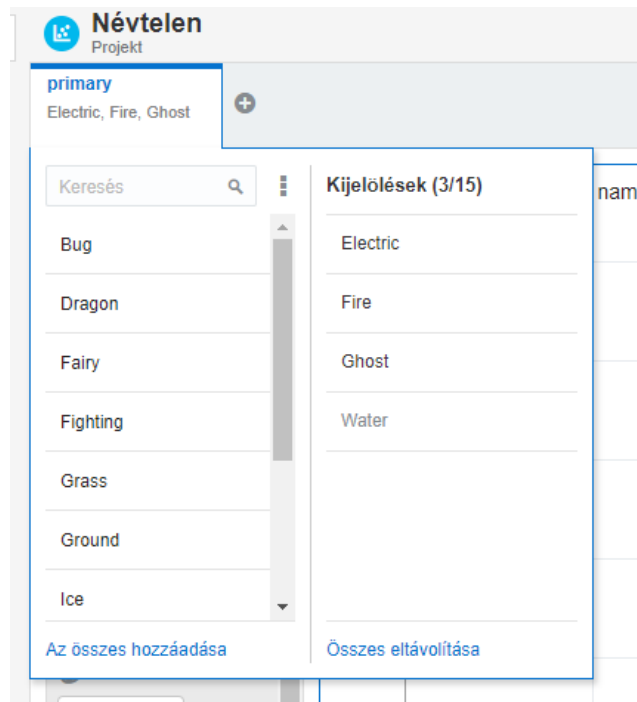 Névtelen
Projekt
primary
Electric, Fire, Ghost
Keresés
Kijelölések (3/15)
nam
Bug
Electric
Dragon
Fire
Fairy
Ghost
Fighting
Water
Grass
Ground
Ice
Az összes hozzáadása
Összes eltávolítása